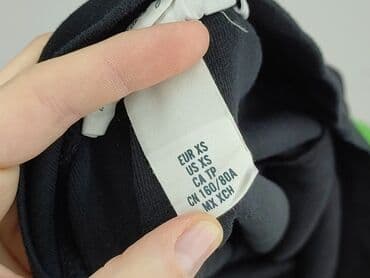 EUR XS
US XS
CA TP
CN 160/80A
MX XCH